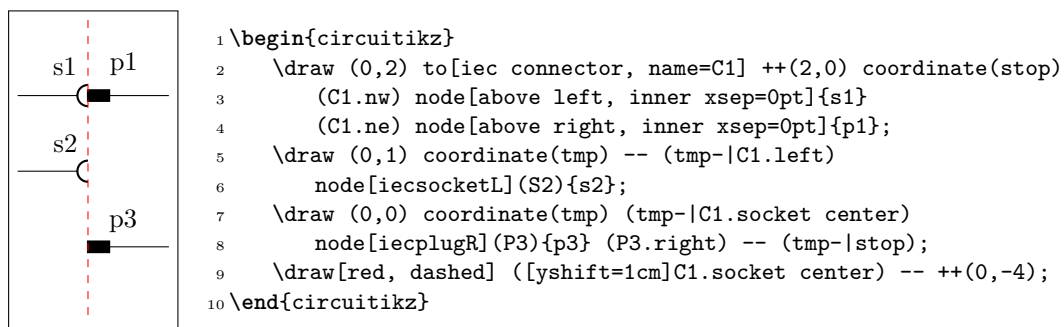 s1 p1
s2
p3
1 \begin{circuitikz}
2     \draw (0,2) to[iec connector, name=C1] ++(2,0) coordinate(stop)
3         (C1.nw) node[above left, inner xsep=0pt]{s1}
4         (C1.ne) node[above right, inner xsep=0pt]{p1};
5     \draw (0,1) coordinate(tmp) -- (tmp-|C1.left)
6         node[iecsocketL](S2){s2};
7     \draw (0,0) coordinate(tmp) (tmp-|C1.socket center)
8         node[iecplugR](P3){p3} (P3.right) -- (tmp-|stop);
9     \draw[red, dashed] ([yshift=1cm]C1.socket center) -- ++(0,-4);
10 \end{circuitikz}